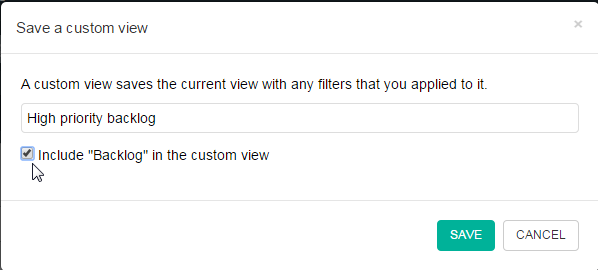 Save a custom view
×
A custom view saves the current view with any filters that you applied to it.
High priority backlog
Include "Backlog" in the custom view
SAVE CANCEL